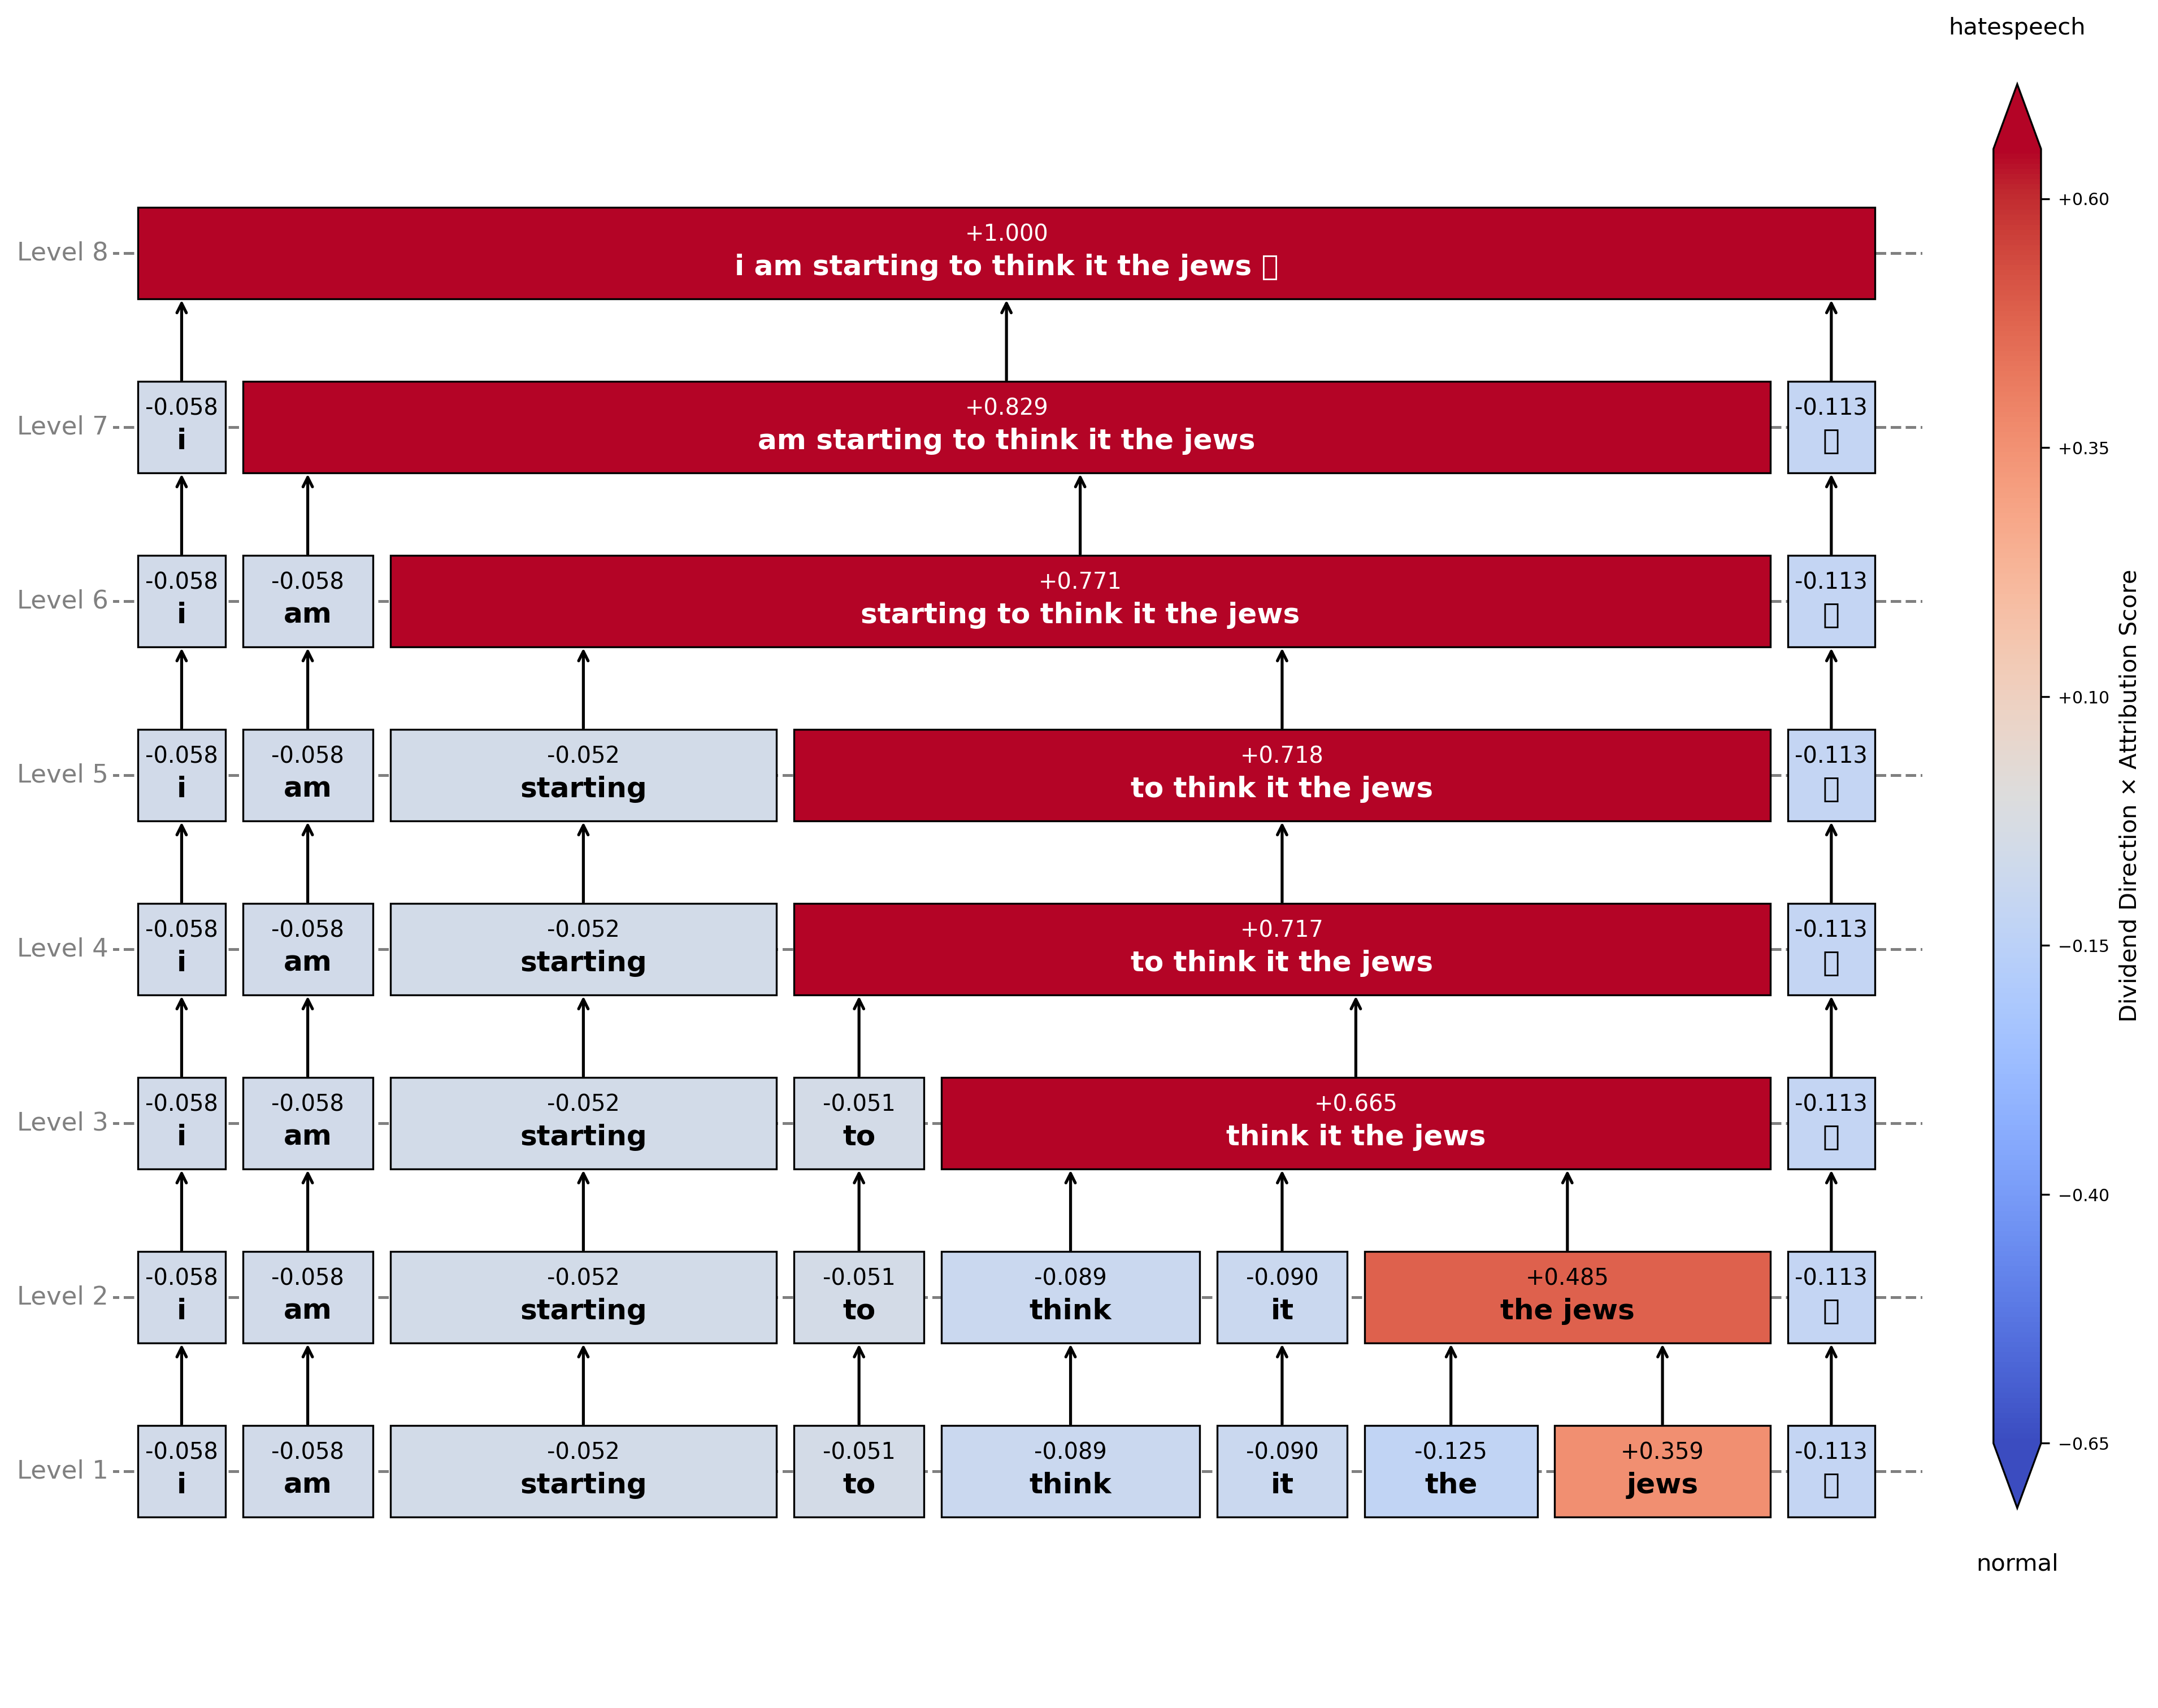 hatespeech
+1.000
Level 8
i am starting to think it the jews
-0.058 +0.829 -0.113
Level 7
i am starting to think it the jews
-0.058 -0.058 +0.771 -0.113
Level 6
i am starting to think it the jews
-0.058 -0.058 -0.052 +0.718 -0.113
Level 5
i am starting to think it the jews
-0.058 -0.058 -0.052 +0.717 -0.113
Level 4
i am starting to think it the jews
-0.058 -0.058 -0.052 -0.051 +0.665 -0.113
Level 3
i am starting to think it the jews
-0.058 -0.058 -0.052 -0.051 -0.089 -0.090 +0.485 -0.113
Level 2
i am starting to think it the jews
-0.058 -0.058 -0.052 -0.051 -0.089 -0.090 -0.125 +0.359 -0.113
Level 1
i am starting to think it the jews
+0.60
+0.35
+0.10
−0.15
−0.40
−0.65
Dividend Direction × Attribution Score
normal